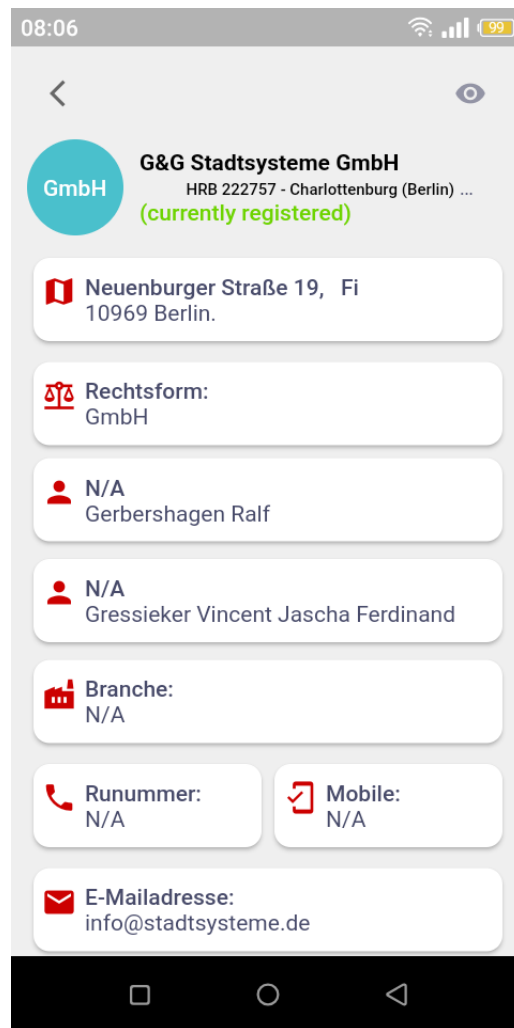 08:06
99
GmbH
G&G Stadtsysteme GmbH
HRB 222757 - Charlottenburg (Berlin) ...
(currently registered)
Neuenburger Straße 19, Fi
10969 Berlin.
Rechtsform:
GmbH
N/A
Gerbershagen Ralf
N/A
Gressieker Vincent Jascha Ferdinand
Branche:
N/A
Runummer:
N/A
Mobile:
N/A
E-Mailadresse:
info@stadtsysteme.de